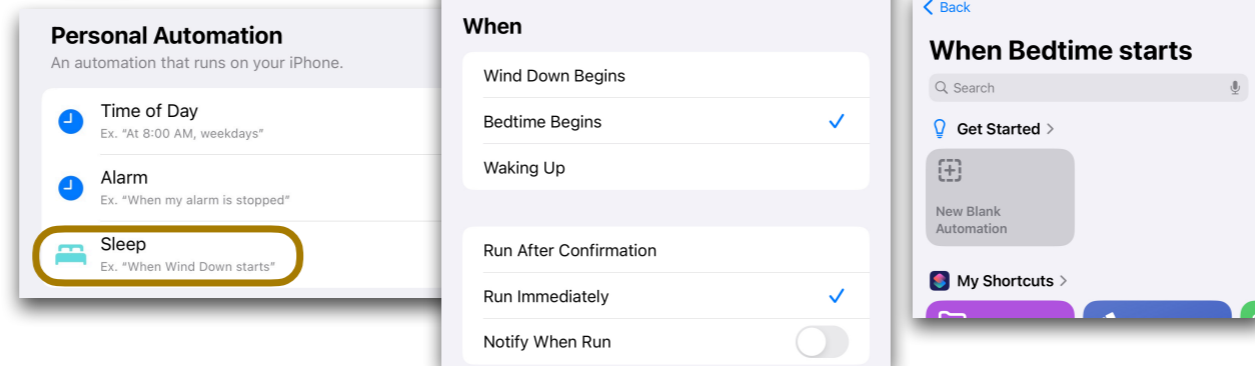 Personal Automation
An automation that runs on your iPhone.
Time of Day
Ex. “At 8:00 AM, weekdays”
Alarm
Ex. “When my alarm is stopped”
Sleep
Ex. “When Wind Down starts”
When
Wind Down Begins
Bedtime Begins
Waking Up
Run After Confirmation
Run Immediately
Notify When Run
Back
When Bedtime starts
Search
Get Started
New Blank
Automation
My Shortcuts